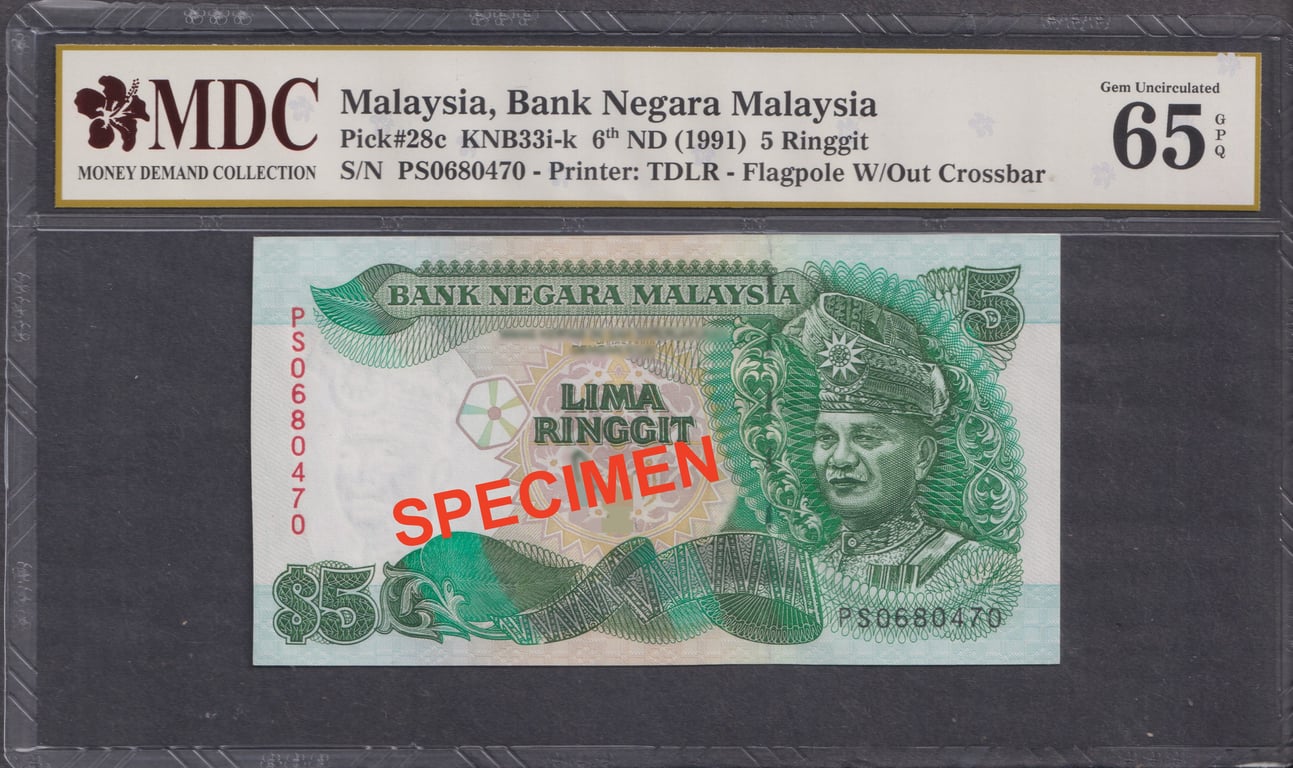 MDC
MONEY DEMAND COLLECTION
Malaysia, Bank Negara Malaysia
Pick#28c KNB33i-k 6th ND (1991) 5 Ringgit
S/N PS0680470 - Printer: TDLR - Flagpole W/Out Crossbar
Gem Uncirculated
65
GPQ
BANK NEGARA MALAYSIA
5
PS0680470
LIMA
RINGGIT
SPECIMEN
$5
PS0680470